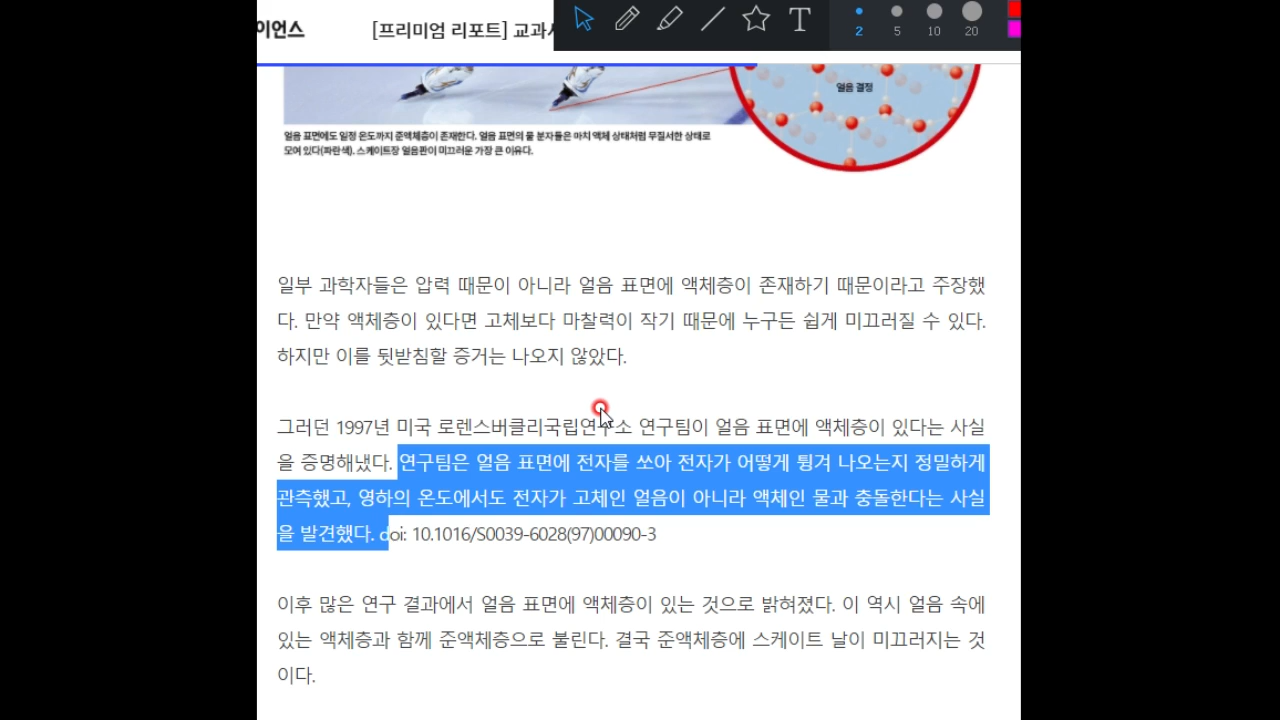 이언스
[프리미엄 리포트] 교과
T
2 5 10 20
얼음 결정
얼음 표면에도 일정 온도까지 준액체층이 존재한다. 얼음 표면의 물 분자들은 마치 액체 상태처럼 무질서한 상태로
모여 있다(파란색). 스케이트장 얼음판이 미끄러운 가장 큰 이유다.
일부 과학자들은 압력 때문이 아니라 얼음 표면에 액체층이 존재하기 때문이라고 주장했
다. 만약 액체층이 있다면 고체보다 마찰력이 작기 때문에 누구든 쉽게 미끄러질 수 있다.
하지만 이를 뒷받침할 증거는 나오지 않았다.
그러던 1997년 미국 로렌스버클리국립연구소 연구팀이 얼음 표면에 액체층이 있다는 사실
을 증명해냈다. 연구팀은 얼음 표면에 전자를 쏘아 전자가 어떻게 튕겨 나오는지 정밀하게
관측했고, 영하의 온도에서도 전자가 고체인 얼음이 아니라 액체인 물과 충돌한다는 사실
을 발견했다. doi: 10.1016/S0039-6028(97)00090-3
이후 많은 연구 결과에서 얼음 표면에 액체층이 있는 것으로 밝혀졌다. 이 역시 얼음 속에
있는 액체층과 함께 준액체층으로 불린다. 결국 준액체층에 스케이트 날이 미끄러지는 것
이다.